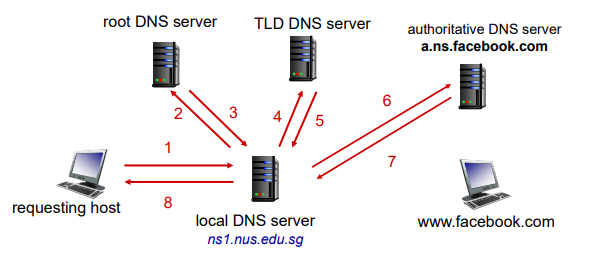 root DNS server
TLD DNS server
authoritative DNS server
a.ns.facebook.com
2
3
4
5
6
7
1
8
requesting host
local DNS server
ns1.nus.edu.sg
www.facebook.com